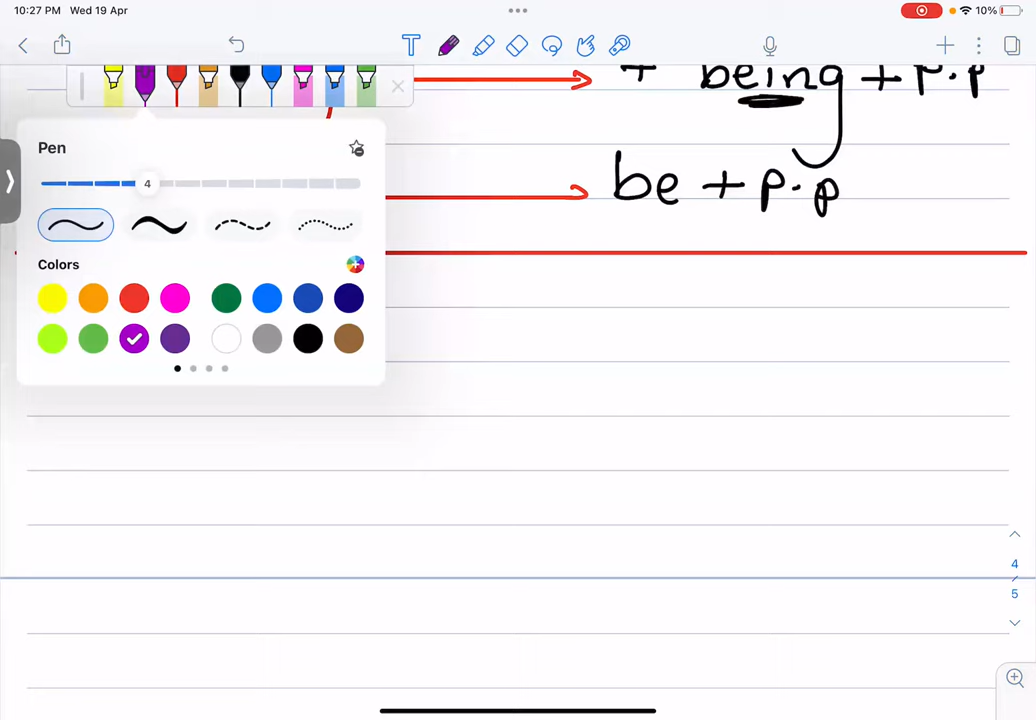 10:27 PM Wed 19 Apr
10%
T
+ being + p.p
Pen
4
be + p.p
Colors
4
5